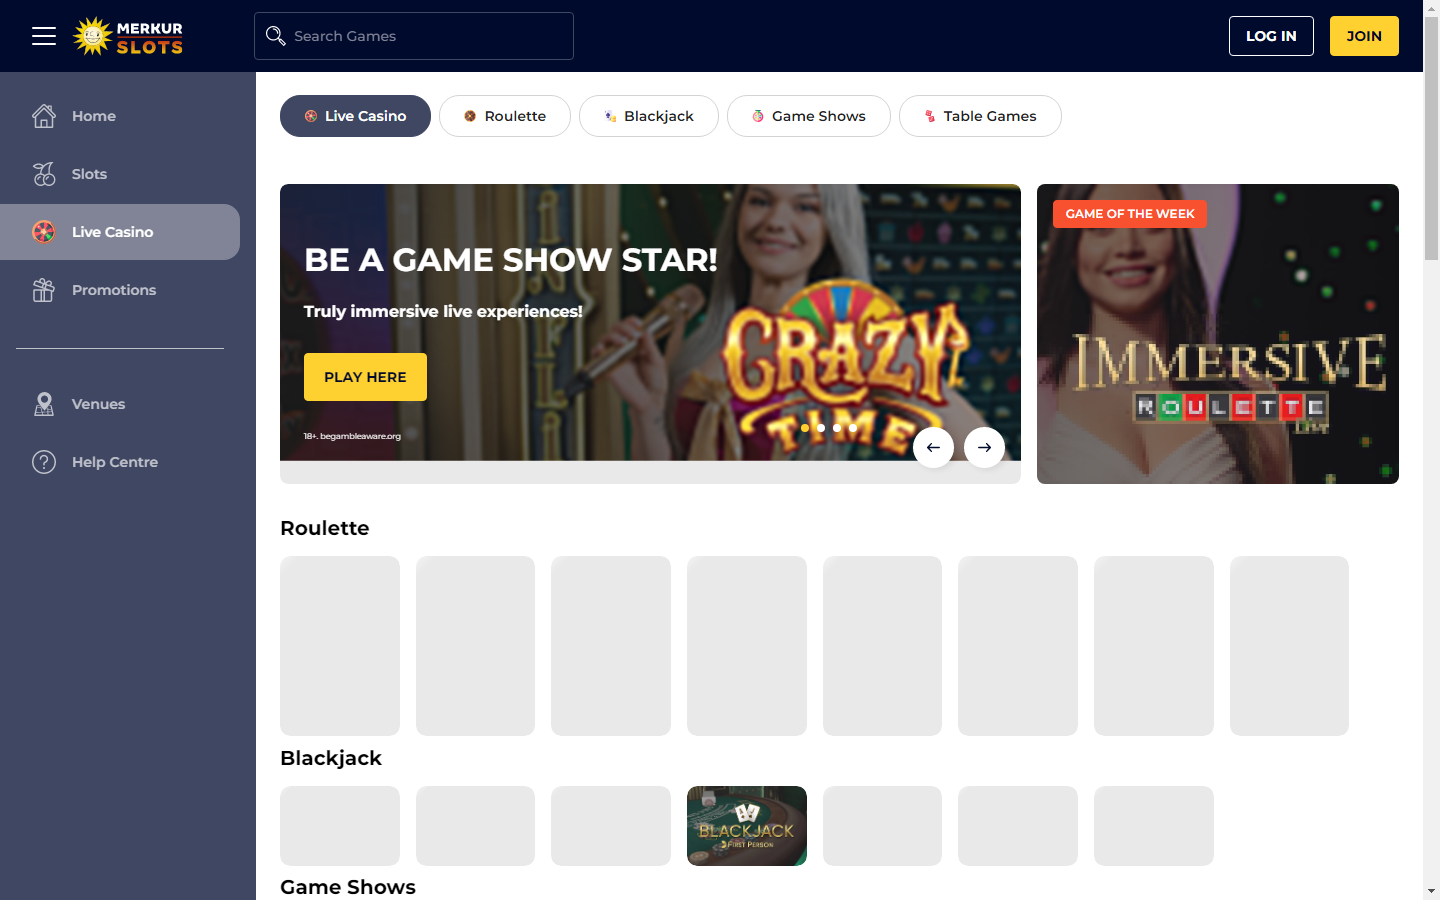 MERKUR
SLOTS
Search Games
LOG IN
JOIN
Home
Slots
Live Casino
Promotions
Venues
Help Centre
Live Casino
Roulette
Blackjack
Game Shows
Table Games
BE A GAME SHOW STAR!
Truly immersive live experiences!
PLAY HERE
18+. begambleaware.org
CRAZY
TIME
GAME OF THE WEEK
IMMERSIVE
ROULETTE
LIVE
Roulette
Blackjack
BLACKJACK
FIRST PERSON
Game Shows